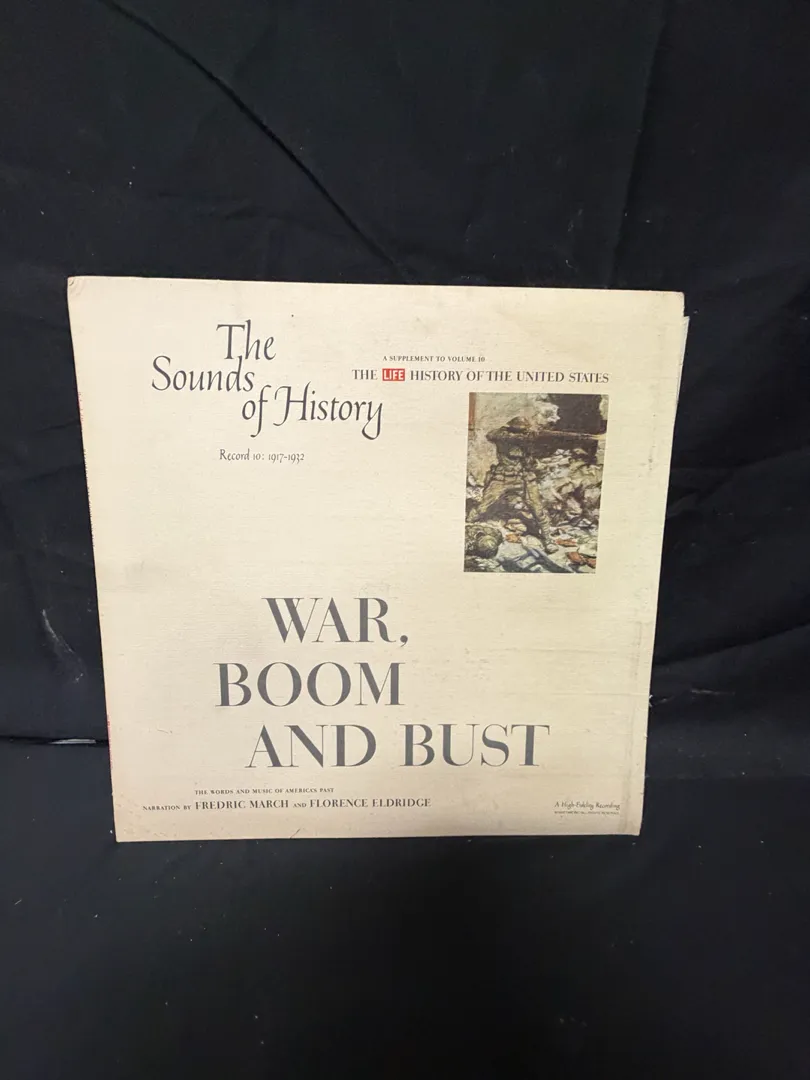 The
Sounds
of History
Record 10: 1917-1932
A SUPPLEMENT TO VOLUME 10
THE LIFE HISTORY OF THE UNITED STATES
WAR,
BOOM
AND BUST
THE WORDS AND MUSIC OF AMERICA'S PAST
NARRATION BY FREDRIC MARCH AND FLORENCE ELDRIDGE
A High-Fidelity Recording